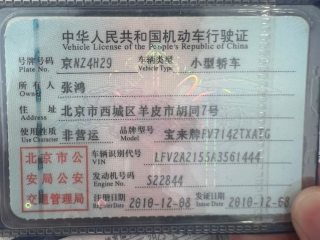 中华人民共和国机动车行驶证
Vehicle License of the People's Republic of China
号牌号码 京NZ4H29 车辆类型 小型轿车
Plate No. Vehicle Type
所有人 张鸿
Owner
住址 北京市西城区羊皮市胡同7号
Address
使用性质 非营运 品牌型号 宝来牌FV7142TXAEG
Use Character Model
北京市公 车辆识别代号 LFV2A2155A3561444
VIN
安局公安 发动机号码 S22844
Engine No.
交通管理局 注册日期 2010-12-08 发证日期 2010-12-08
Register Date Issue Date